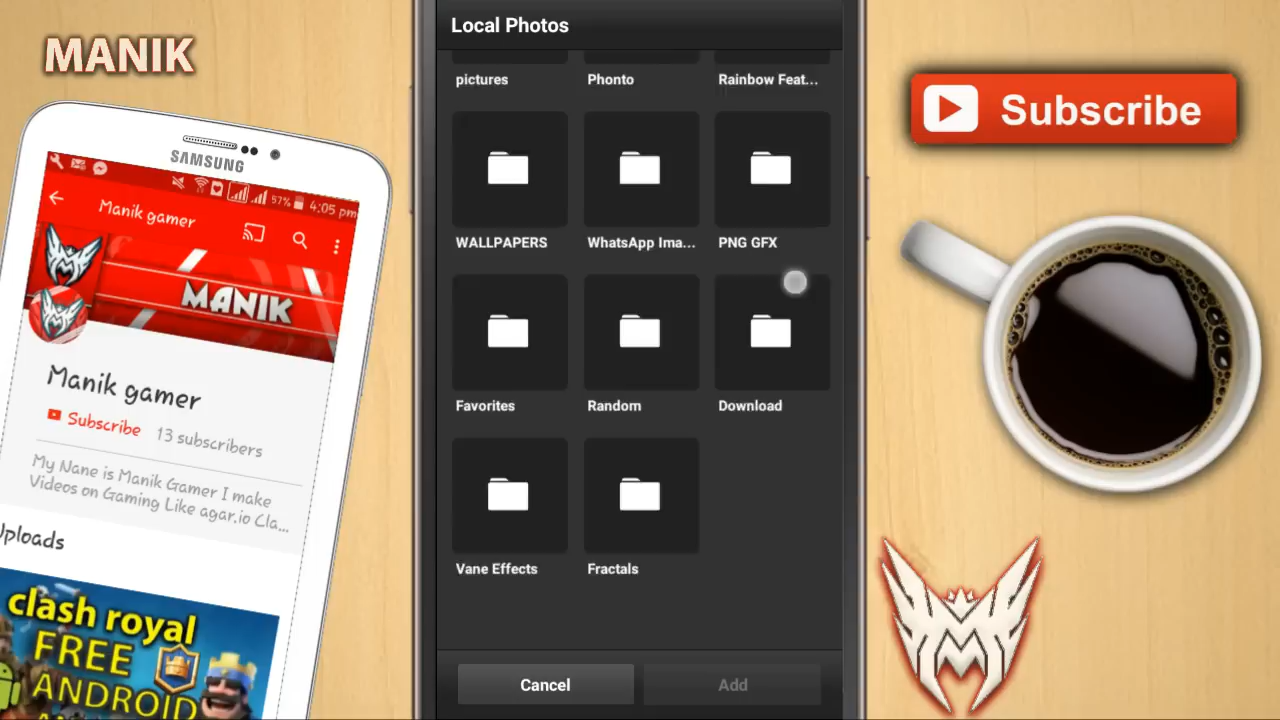 MANIK
SAMSUNG
57% 4:05 pm
Manik gamer
MANIK
Manik gamer
Subscribe 13 subscribers
My Nane is Manik Gamer I make
Videos on Gaming Like agar.io Cla...
Uploads
clash royal
FREE
ANDROID
Local Photos
pictures
Phonto
Rainbow Feat...
WALLPAPERS
WhatsApp Ima...
PNG GFX
Favorites
Random
Download
Vane Effects
Fractals
Cancel
Add
Subscribe